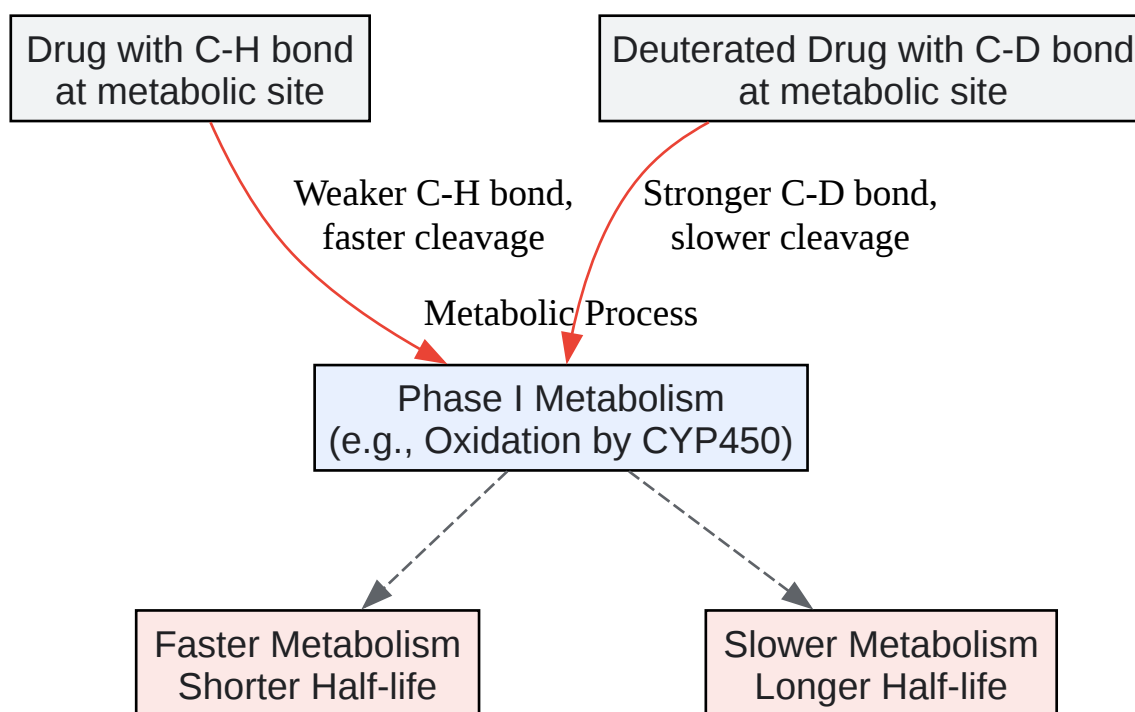 Drug with C-H bond
at metabolic site
Deuterated Drug with C-D bond
at metabolic site
Weaker C-H bond,
faster cleavage
Stronger C-D bond,
slower cleavage
Metabolic Process
Phase I Metabolism
(e.g., Oxidation by CYP450)
Faster Metabolism
Shorter Half-life
Slower Metabolism
Longer Half-life